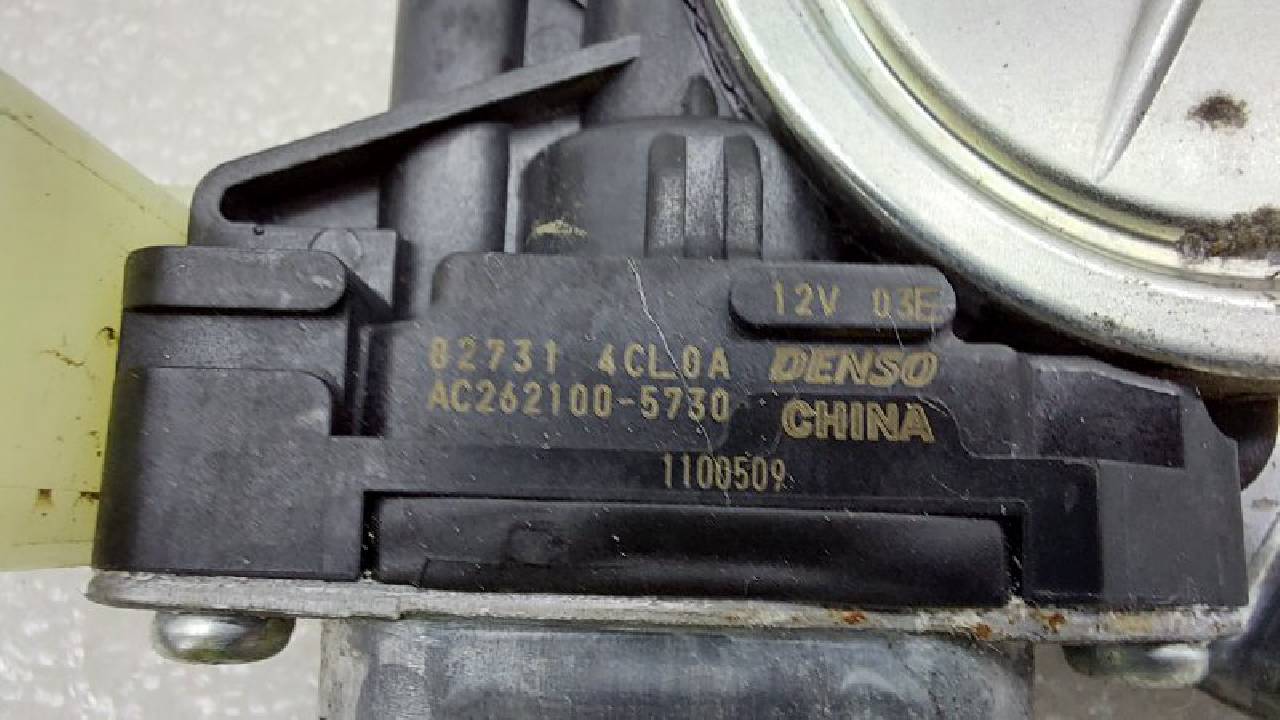 12V 03E
82731 4CL0A DENSO
AC262100-5730 CHINA
1100509